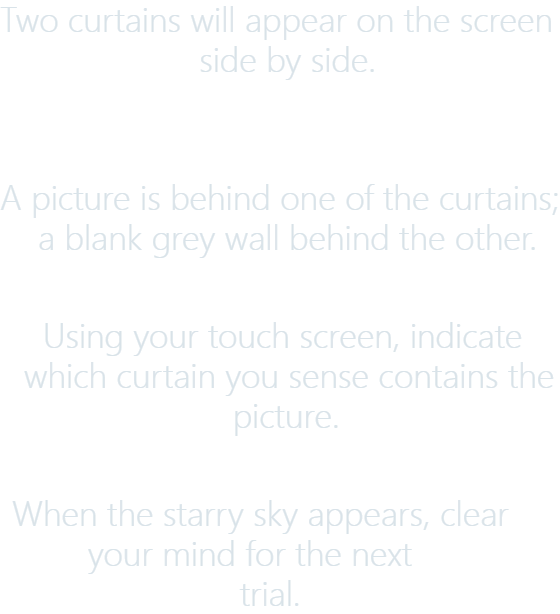 Two curtains will appear on the screen
side by side.
A picture is behind one of the curtains;
a blank grey wall behind the other.
Using your touch screen, indicate
which curtain you sense contains the
picture.
When the starry sky appears, clear
your mind for the next
trial.